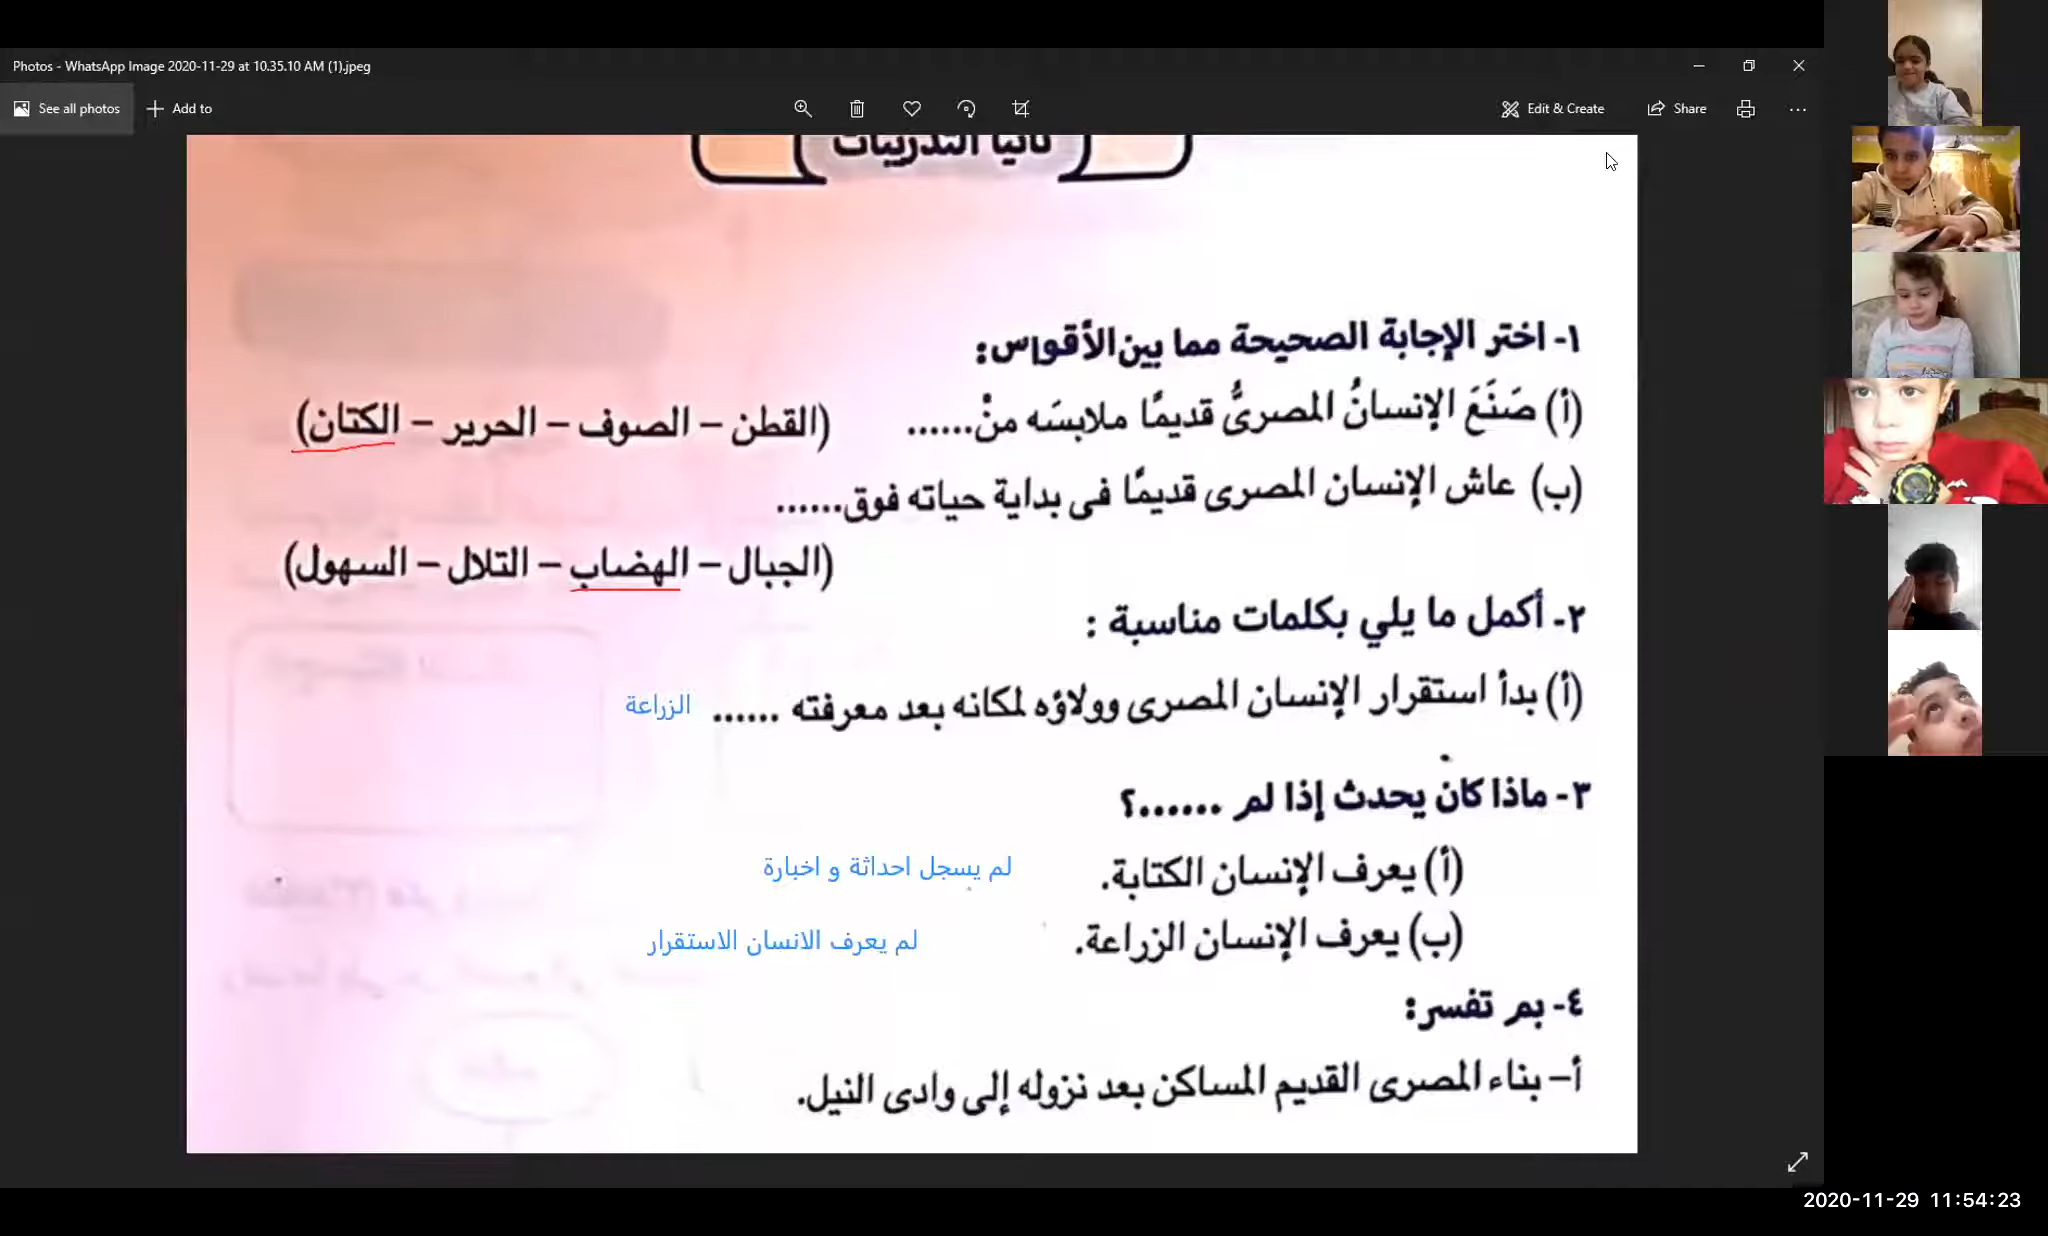 Photos - WhatsApp Image 2020-11-29 at 10.35.10 AM (1).jpeg
See all photos
Add to
Edit & Create
Share
ثانيا التدريبات
١- اختر الإجابة الصحيحة مما بين الأقواس:
(أ) صَنَعَ الإنسانُ المصرىُّ قديمًا ملابسَه منْ...... (القطن – الصوف – الحرير – الكتان)
(ب) عاش الإنسان المصرى قديمًا فى بداية حياته فوق......
(الجبال – الهضاب – التلال – السهول)
٢- أكمل ما يلي بكلمات مناسبة :
(أ) بدأ استقرار الإنسان المصرى وولاؤه لمكانه بعد معرفته ...... الزراعة
٣- ماذا كان يحدث إذا لم ......؟
(أ) يعرف الإنسان الكتابة. لم يسجل احداثة و اخبارة
(ب) يعرف الإنسان الزراعة. لم يعرف الانسان الاستقرار
٤- بم تفسر:
أ– بناء المصرى القديم المساكن بعد نزوله إلى وادى النيل.
2020-11-29 11:54:23